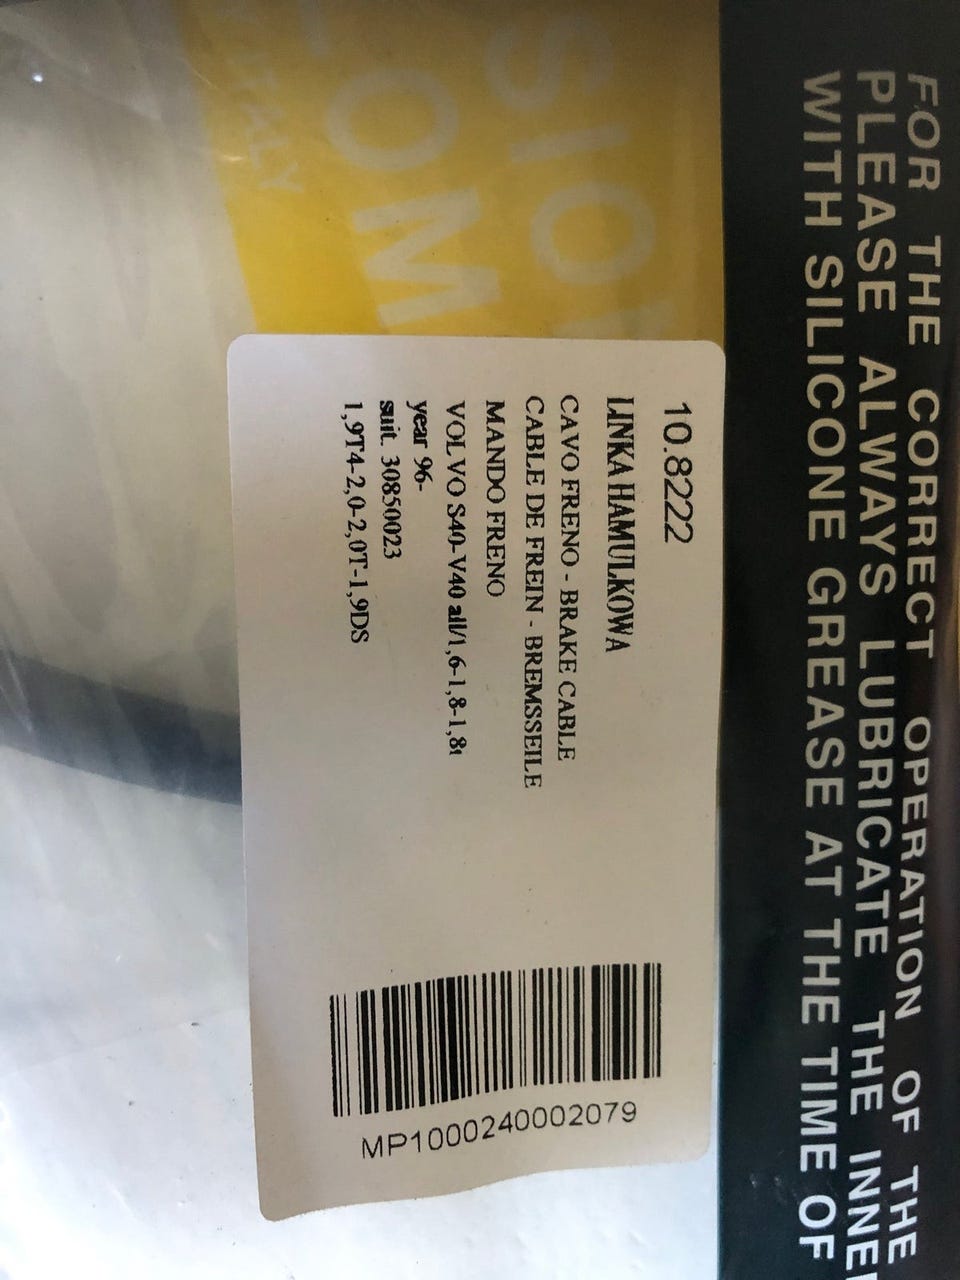 FOR THE CORRECT OPERATION OF THE
PLEASE ALWAYS LUBRICATE THE INNE
WITH SILICONE GREASE AT THE TIME OF
SIO
LOM
10.8222
LINKA HAMULKOWA
CAVO FRENO - BRAKE CABLE
CABLE DE FREIN - BREMSSEILE
MANDO FRENO
VOLVO S40-V40 all/1,6-1,8-1,8i
year 96-
suit. 30850023
1,9T4-2,0-2,0T-1,9DS
MP1000240002079